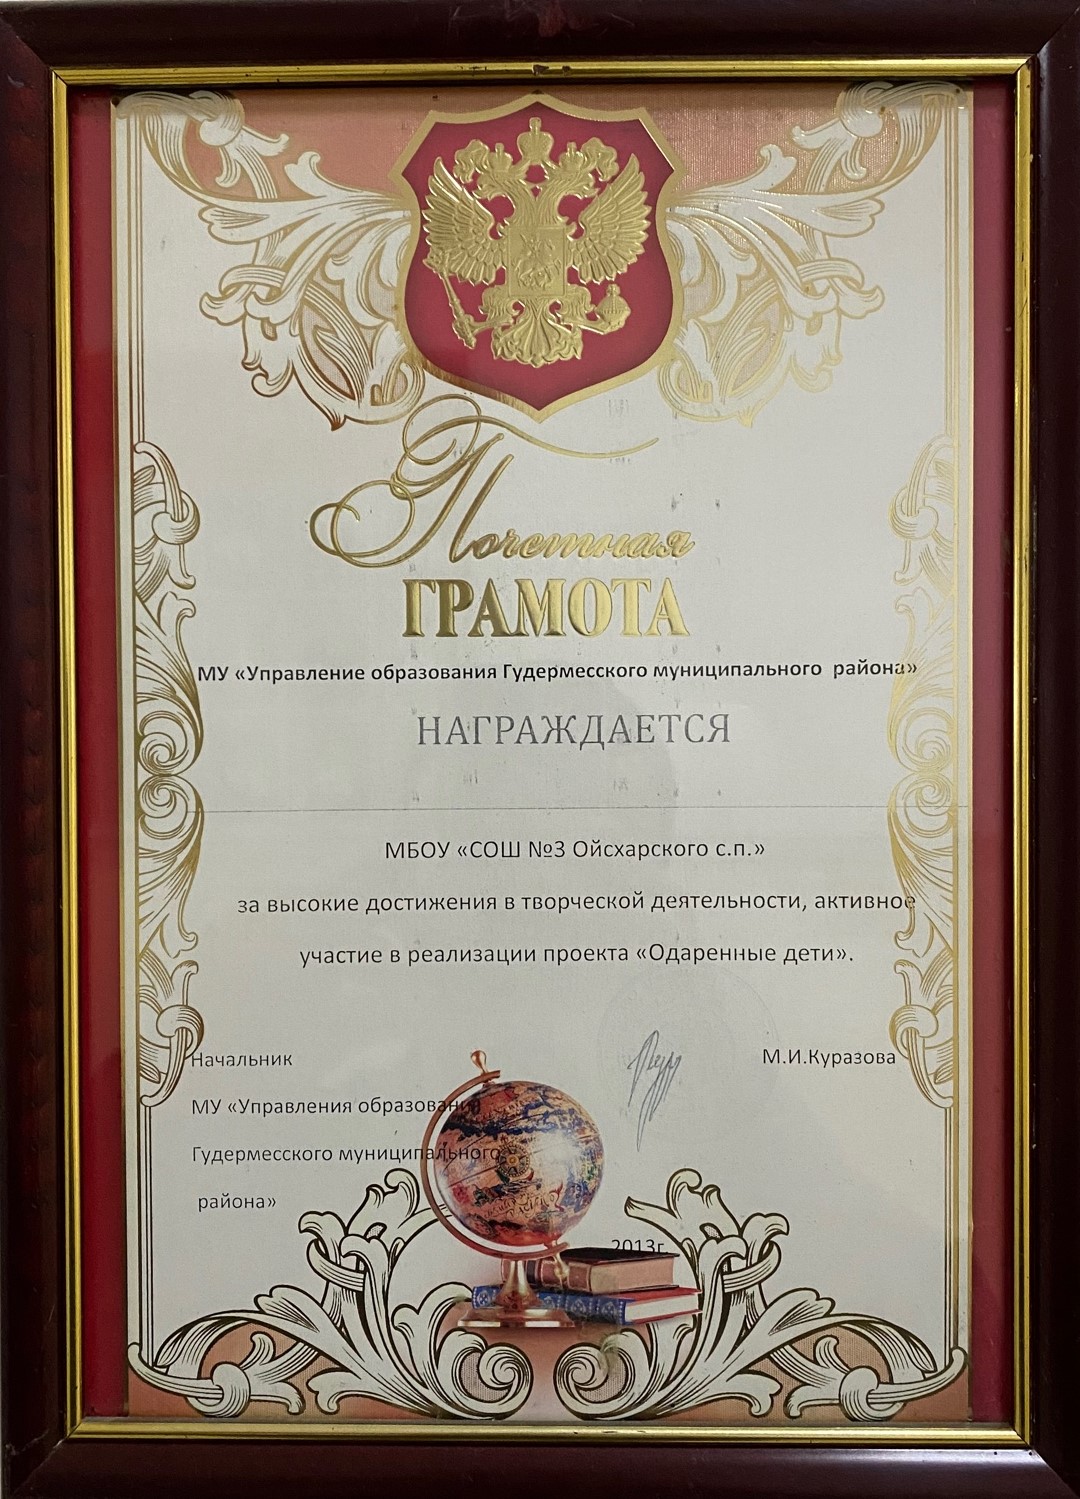 Почетная
ГРАМОТА
МУ «Управление образования Гудермесского муниципального района»
НАГРАЖДАЕТСЯ
МБОУ «СОШ №3 Ойсхарского с.п.»
за высокие достижения в творческой деятельности, активное
участие в реализации проекта «Одаренные дети».
Начальник
М.И.Куразова
МУ «Управления образования
Гудермесского муниципального
района»
2013г.